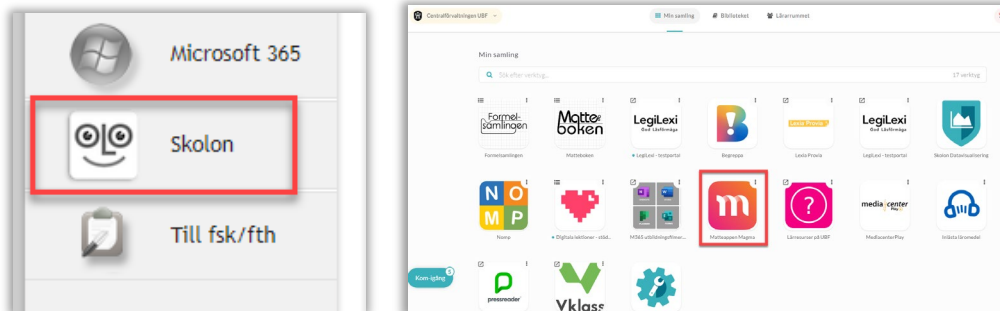 Microsoft 365
Skolon
Till fsk/fth
Centralförvaltningen UBF
Min samling
Biblioteket
Lärarrummet
Min samling
Sök efter verktyg...
17 verktyg
Formel-
samlingen
Matte
boken
LegiLexi
God Läsförmåga
Lexia Provia
LegiLexi
God Läsförmåga
Formelsamlingen
Matteboken
LegiLexi - testportal
Begreppa
Lexia Provia
LegiLexi - testportal
Skolon Datavisualisering
NO
MP
m
?
mediacenter
Play
Nomp
Digitala lektioner - stöd...
M365 utbildningsfilmer...
Matteappen Magma
Lärresurser på UBF
MediacenterPlay
Inlästa läromedel
Kom igång
5
pressreader
Vklass